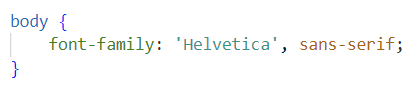 body {
    font-family: 'Helvetica', sans-serif;
}